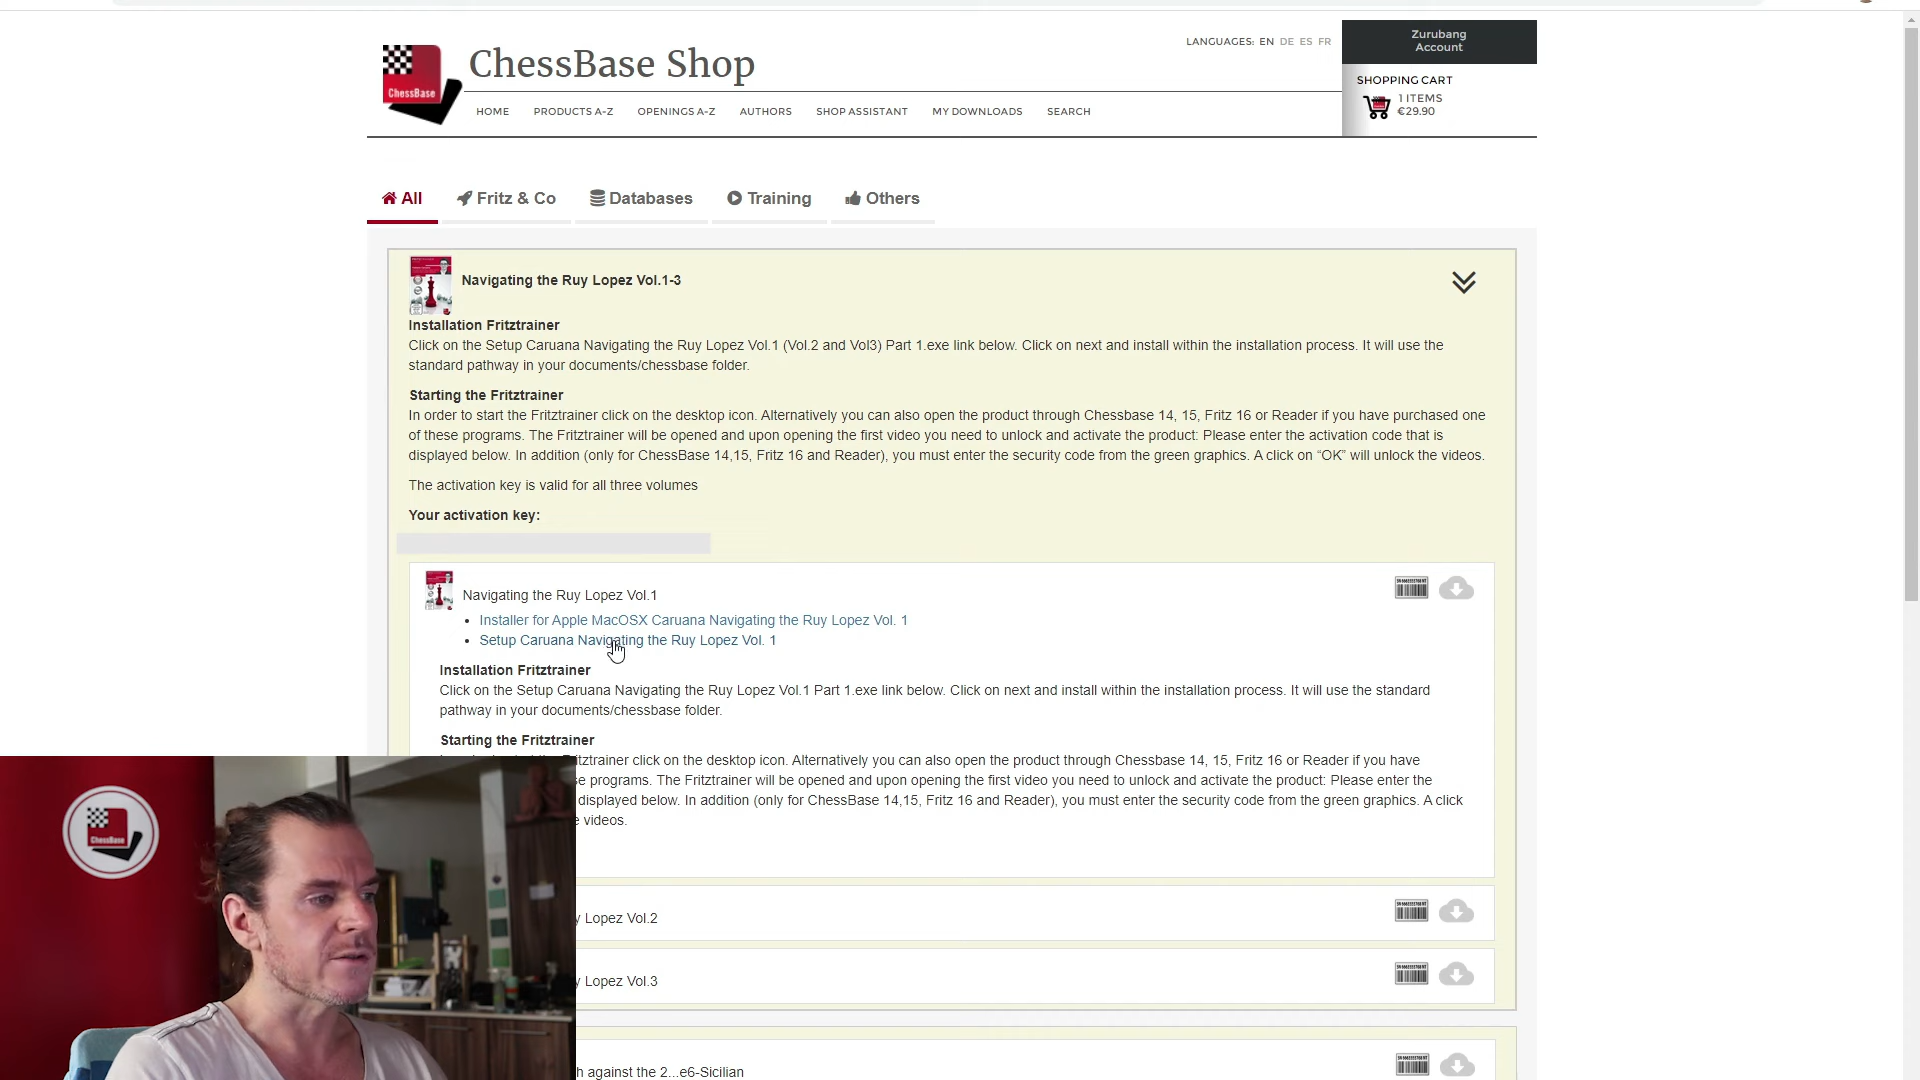 ChessBase
ChessBase Shop
LANGUAGES: EN DE ES FR
Zurubang
Account
SHOPPING CART
1 ITEMS
€29.90
HOME PRODUCTS A-Z OPENINGS A-Z AUTHORS SHOP ASSISTANT MY DOWNLOADS SEARCH
All Fritz & Co Databases Training Others
Navigating the Ruy Lopez Vol.1-3
Installation Fritztrainer
Click on the Setup Caruana Navigating the Ruy Lopez Vol.1 (Vol.2 and Vol3) Part 1.exe link below. Click on next and install within the installation process. It will use the
standard pathway in your documents/chessbase folder.
Starting the Fritztrainer
In order to start the Fritztrainer click on the desktop icon. Alternatively you can also open the product through Chessbase 14, 15, Fritz 16 or Reader if you have purchased one
of these programs. The Fritztrainer will be opened and upon opening the first video you need to unlock and activate the product: Please enter the activation code that is
displayed below. In addition (only for ChessBase 14,15, Fritz 16 and Reader), you must enter the security code from the green graphics. A click on “OK” will unlock the videos.
The activation key is valid for all three volumes
Your activation key:
Navigating the Ruy Lopez Vol.1
Installer for Apple MacOSX Caruana Navigating the Ruy Lopez Vol. 1
Setup Caruana Navigating the Ruy Lopez Vol. 1
Installation Fritztrainer
Click on the Setup Caruana Navigating the Ruy Lopez Vol.1 Part 1.exe link below. Click on next and install within the installation process. It will use the standard
pathway in your documents/chessbase folder.
Starting the Fritztrainer
tztrainer click on the desktop icon. Alternatively you can also open the product through Chessbase 14, 15, Fritz 16 or Reader if you have
e programs. The Fritztrainer will be opened and upon opening the first video you need to unlock and activate the product: Please enter the
displayed below. In addition (only for ChessBase 14,15, Fritz 16 and Reader), you must enter the security code from the green graphics. A click
videos.
y Lopez Vol.2
y Lopez Vol.3
h against the 2...e6-Sicilian
ChessBase